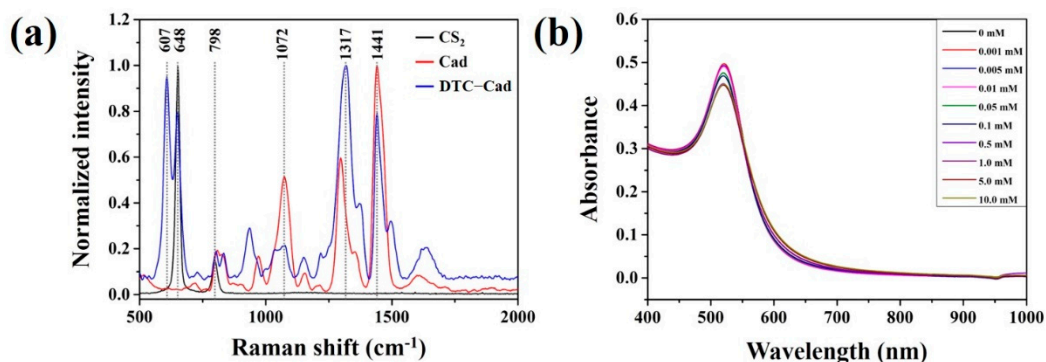 (a)
Normalized intensity
1.2
1.0
0.8
0.6
0.4
0.2
0.0
607
648
798
1072
1317
1441
CS₂
Cad
DTC−Cad
500
1000
1500
2000
Raman shift (cm⁻¹)
(b)
Absorbance
0.6
0.5
0.4
0.3
0.2
0.1
0.0
0 mM
0.001 mM
0.005 mM
0.01 mM
0.05 mM
0.1 mM
0.5 mM
1.0 mM
5.0 mM
10.0 mM
400
500
600
700
800
900
1000
Wavelength (nm)